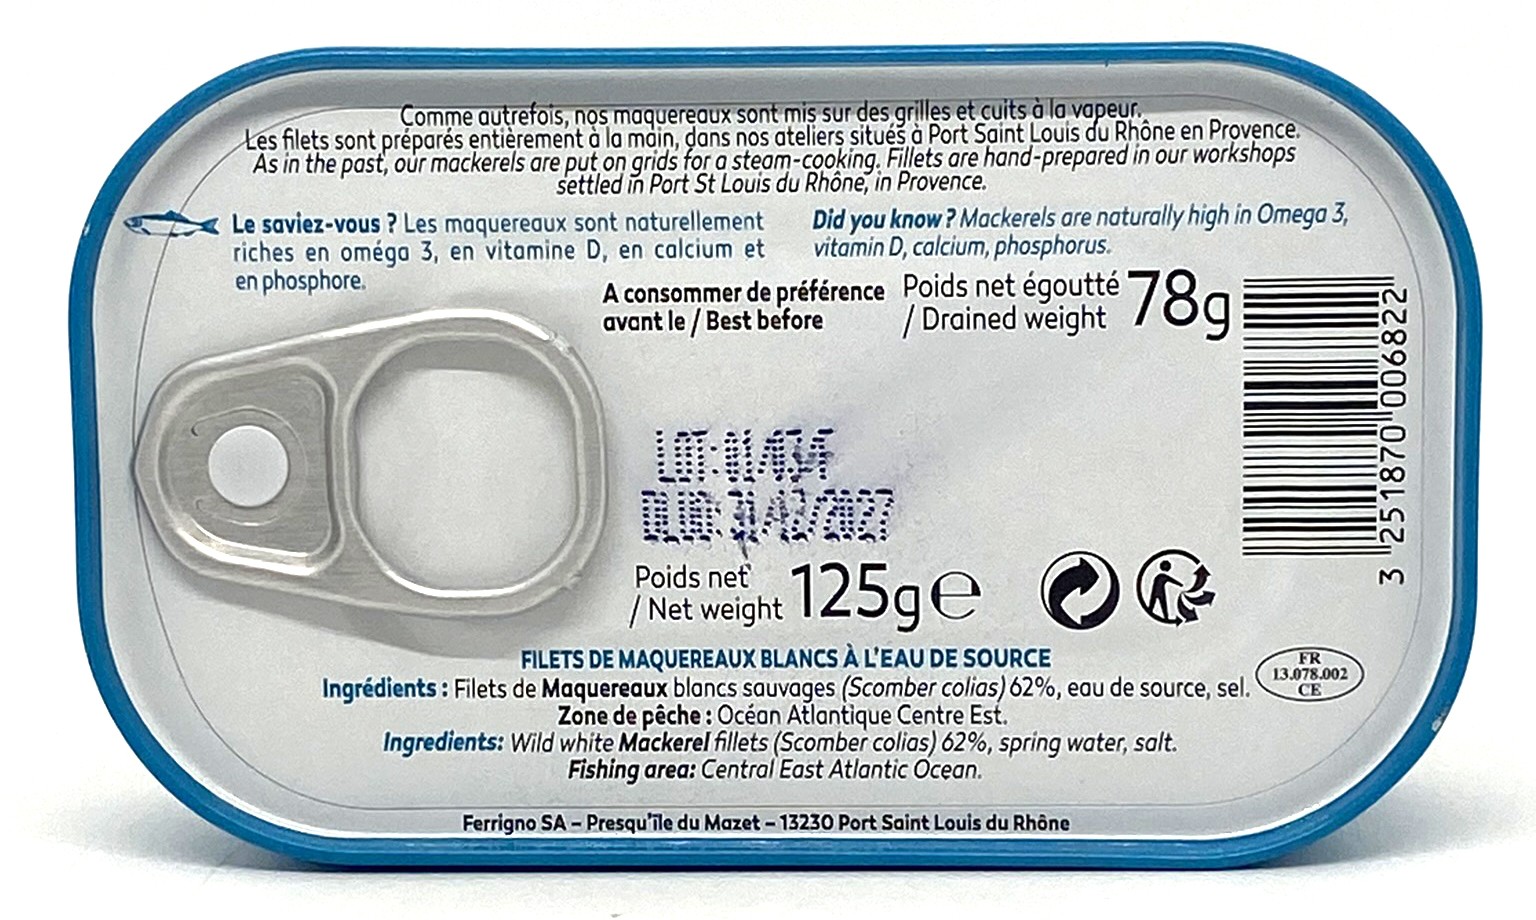 Comme autrefois, nos maquereaux sont mis sur des grilles et cuits à la vapeur.
Les filets sont préparés entièrement à la main, dans nos ateliers situés à Port Saint Louis du Rhône en Provence.
As in the past, our mackerels are put on grids for a steam-cooking. Fillets are hand-prepared in our workshops
settled in Port St Louis du Rhône, in Provence.
Le saviez-vous ? Les maquereaux sont naturellement
riches en oméga 3, en vitamine D, en calcium et
en phosphore.
Did you know ? Mackerels are naturally high in Omega 3,
vitamin D, calcium, phosphorus.
A consommer de préférence
avant le / Best before
Poids net égoutté
/ Drained weight
78g
3 251870 006822
LOT:
Poids net
/ Net weight
125g e
FILETS DE MAQUEREAUX BLANCS À L'EAU DE SOURCE
Ingrédients : Filets de Maquereaux blancs sauvages (Scomber colias) 62%, eau de source, sel.
Zone de pêche : Océan Atlantique Centre Est.
Ingredients: Wild white Mackerel fillets (Scomber colias) 62%, spring water, salt.
Fishing area: Central East Atlantic Ocean.
FR
13.078.002
CE
Ferrigno SA – Presqu'île du Mazet – 13230 Port Saint Louis du Rhône